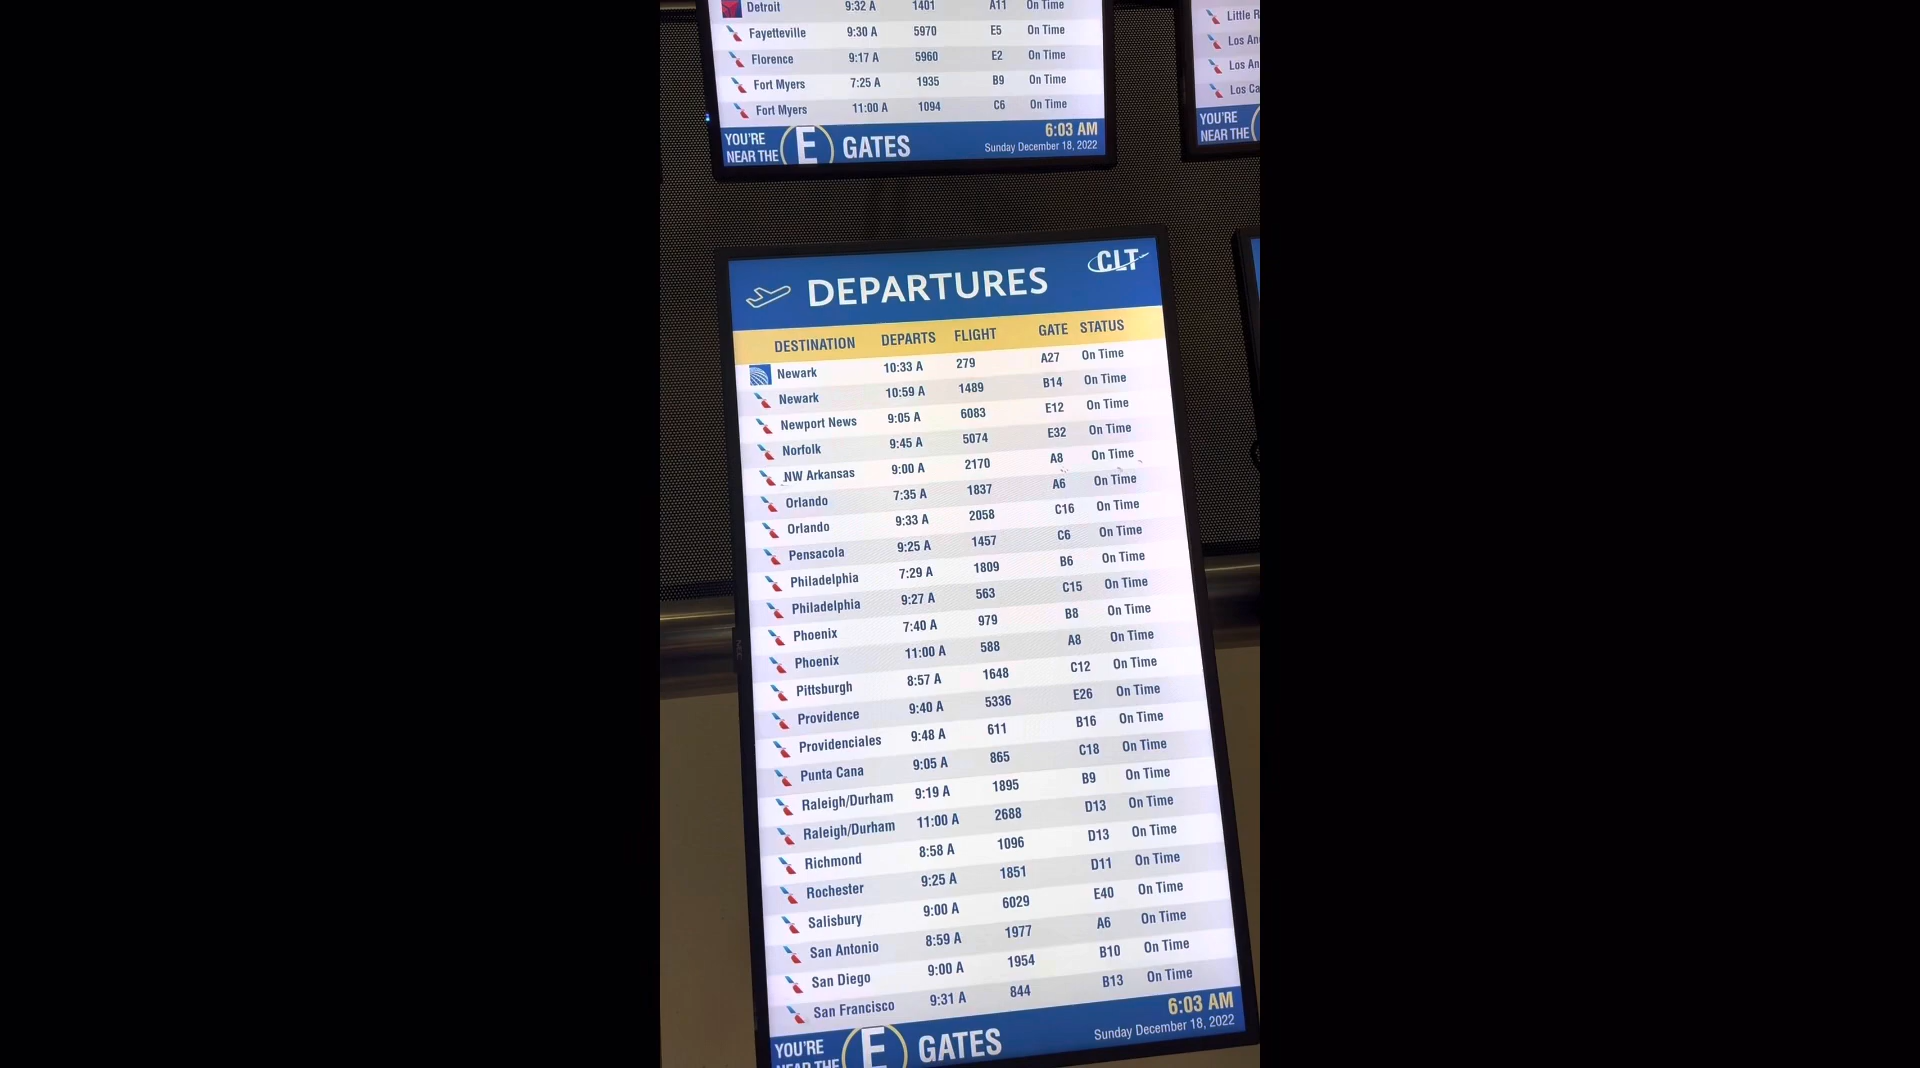 Detroit 9:32 A 1401 A11 On Time
Fayetteville 9:30 A 5970 E5 On Time
Florence 9:17 A 5960 E2 On Time
Fort Myers 7:25 A 1935 B9 On Time
Fort Myers 11:00 A 1094 C6 On Time
YOU'RE NEAR THE E GATES
6:03 AM
Sunday December 18, 2022
Little R
Los An
Los An
Los Ca
YOU'RE
NEAR THE
DEPARTURES
CLT
DESTINATION DEPARTS FLIGHT GATE STATUS
Newark 10:33 A 279 A27 On Time
Newark 10:59 A 1489 B14 On Time
Newport News 9:05 A 6083 E12 On Time
Norfolk 9:45 A 5074 E32 On Time
NW Arkansas 9:00 A 2170 A8 On Time
Orlando 7:35 A 1837 A6 On Time
Orlando 9:33 A 2058 C16 On Time
Pensacola 9:25 A 1457 C6 On Time
Philadelphia 7:29 A 1809 B6 On Time
Philadelphia 9:27 A 563 C15 On Time
Phoenix 7:40 A 979 B8 On Time
Phoenix 11:00 A 588 A8 On Time
Pittsburgh 8:57 A 1648 C12 On Time
Providence 9:40 A 5336 E26 On Time
Providenciales 9:48 A 611 B16 On Time
Punta Cana 9:05 A 865 C18 On Time
Raleigh/Durham 9:19 A 1895 B9 On Time
Raleigh/Durham 11:00 A 2688 D13 On Time
Richmond 8:58 A 1096 D13 On Time
Rochester 9:25 A 1851 D11 On Time
Salisbury 9:00 A 6029 E40 On Time
San Antonio 8:59 A 1977 A6 On Time
San Diego 9:00 A 1954 B10 On Time
San Francisco 9:31 A 844 B13 On Time
YOU'RE NEAR THE E GATES
6:03 AM
Sunday December 18, 2022